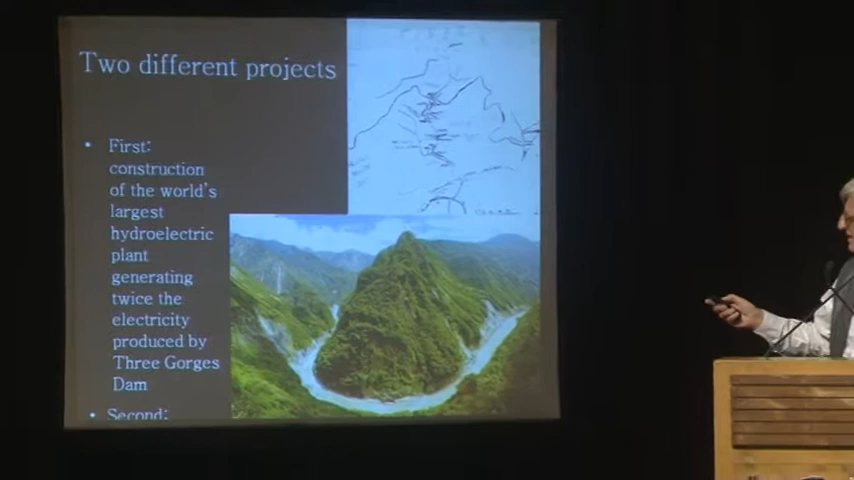 Two different projects
• First:
construction
of the world's
largest
hydroelectric
plant
generating
twice the
electricity
produced by
Three Gorges
Dam
• Second: